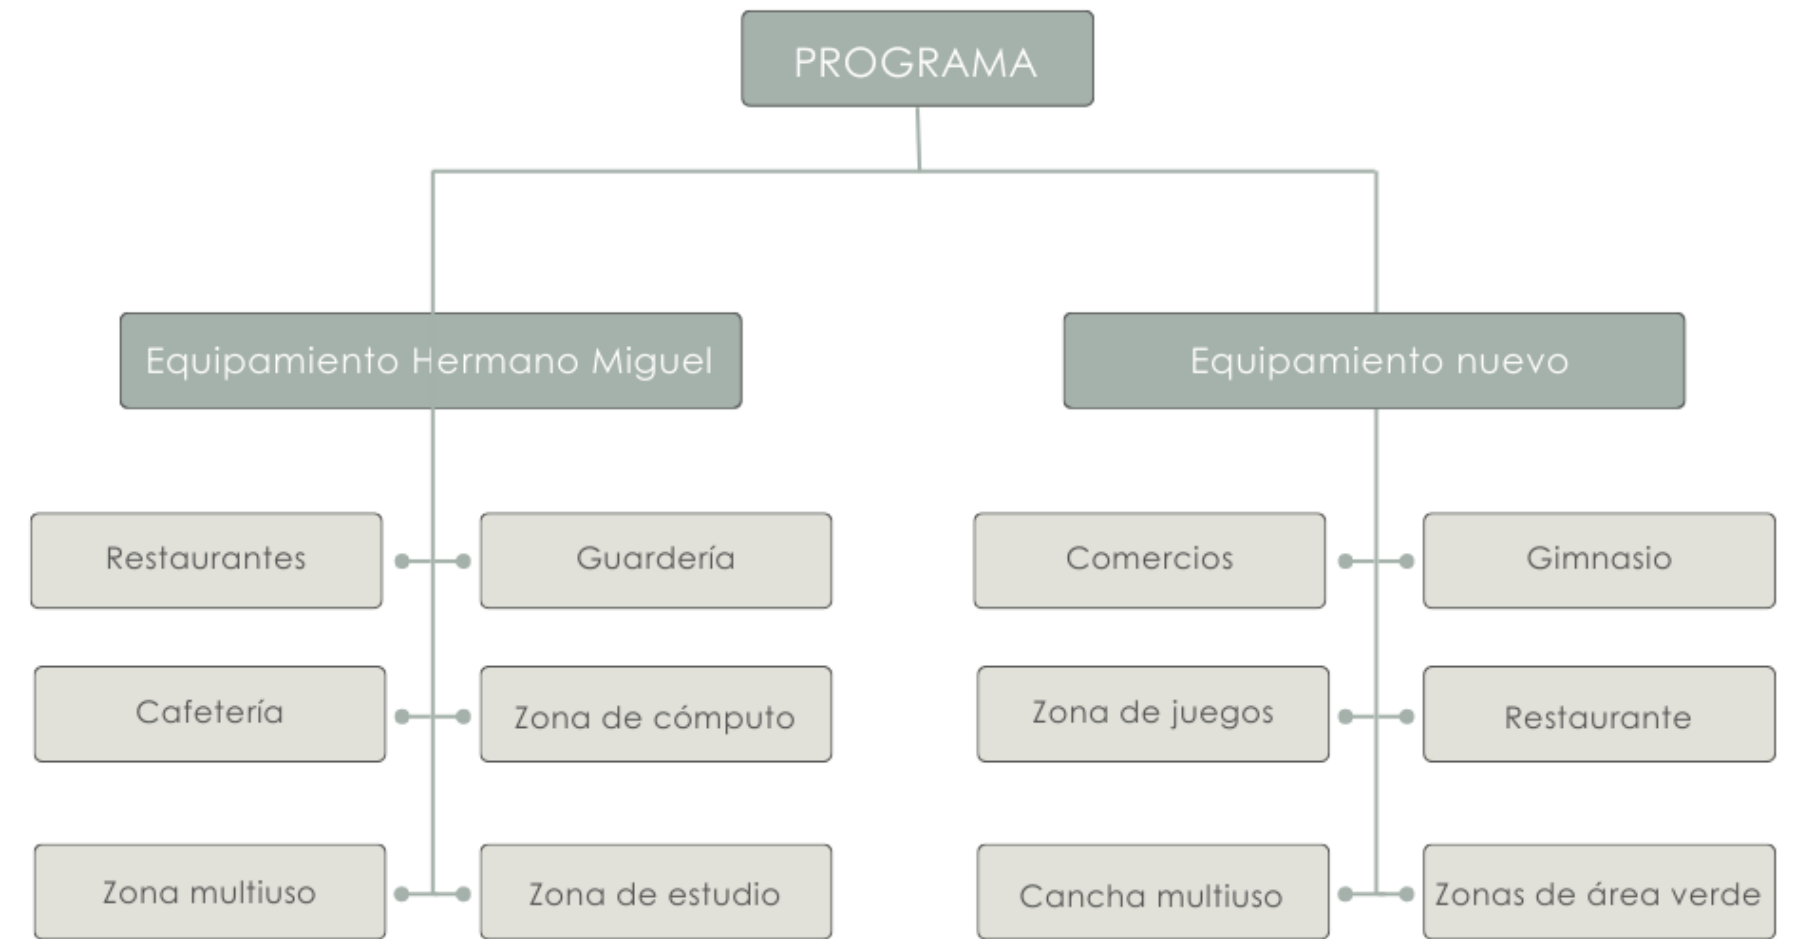 PROGRAMA
Equipamiento Hermano Miguel
Equipamiento nuevo
Restaurantes
Guardería
Comercios
Gimnasio
Cafetería
Zona de cómputo
Zona de juegos
Restaurante
Zona multiuso
Zona de estudio
Cancha multiuso
Zonas de área verde